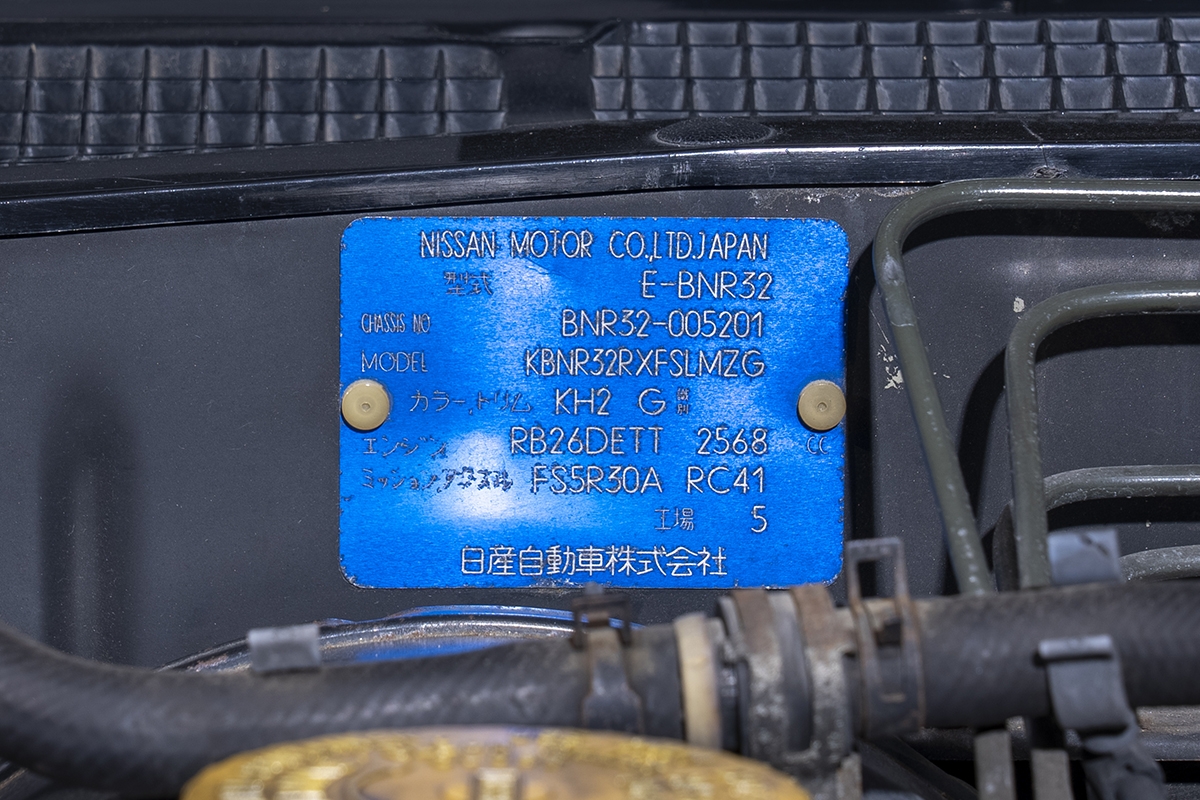 NISSAN MOTOR CO.,LTD.JAPAN
型式 E-BNR32
CHASSIS NO BNR32-005201
MODEL KBNR32RXFSLMZG
カラー,トリム KH2 G 識別
エンジン RB26DETT 2568 CC
ミッション,アクスル FS5R30A RC41
工場 5
日産自動車株式会社